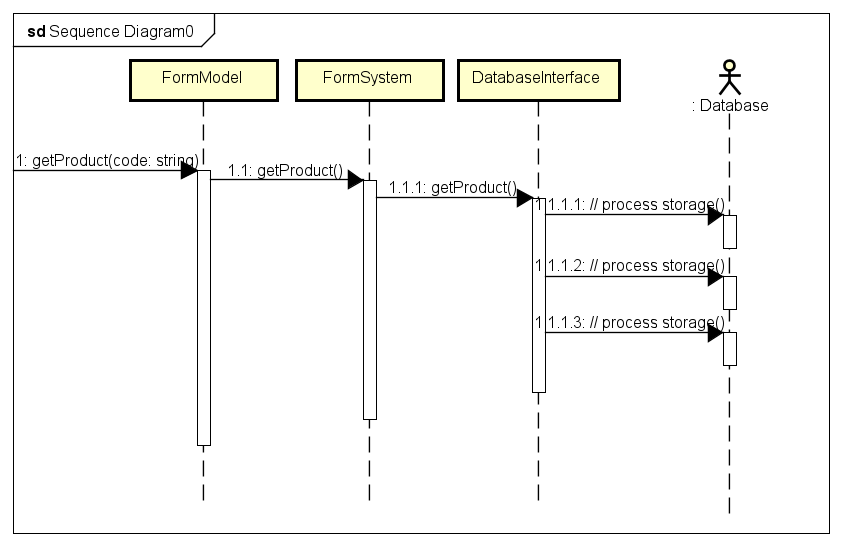 sd Sequence Diagram0
FormModel
FormSystem
DatabaseInterface
: Database
1: getProduct(code: string)
1.1: getProduct()
1.1.1: getProduct()
1.1.1.1: // process storage()
1.1.1.2: // process storage()
1.1.1.3: // process storage()